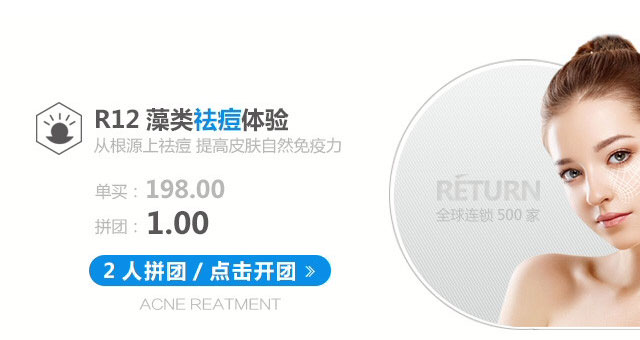 R12 藻类祛痘体验
从根源上祛痘 提高皮肤自然免疫力
单买：198.00
拼团：1.00
2 人拼团 / 点击开团 »
ACNE REATMENT
RETURN
全球连锁 500 家